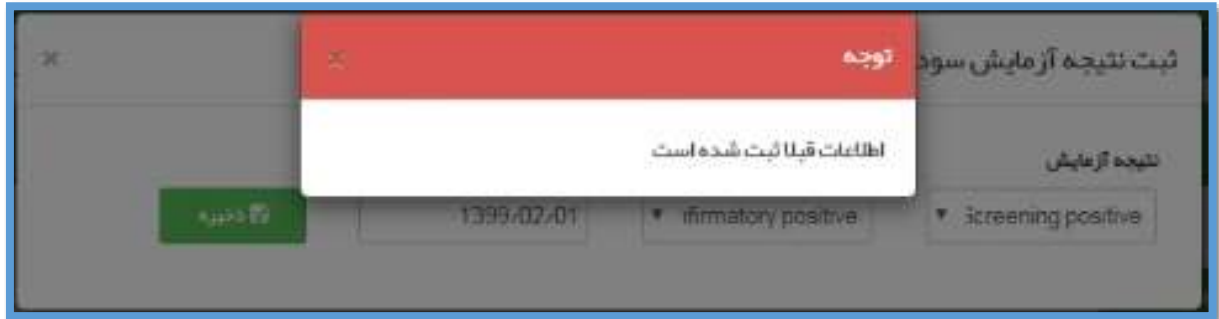 ثبت نتیجه آزمایش سود
توجه
اطلاعات قبلا ثبت شده است
نتیجه آزمایش
Screening positive
firmatory positive
1399/02/01
ذخیره